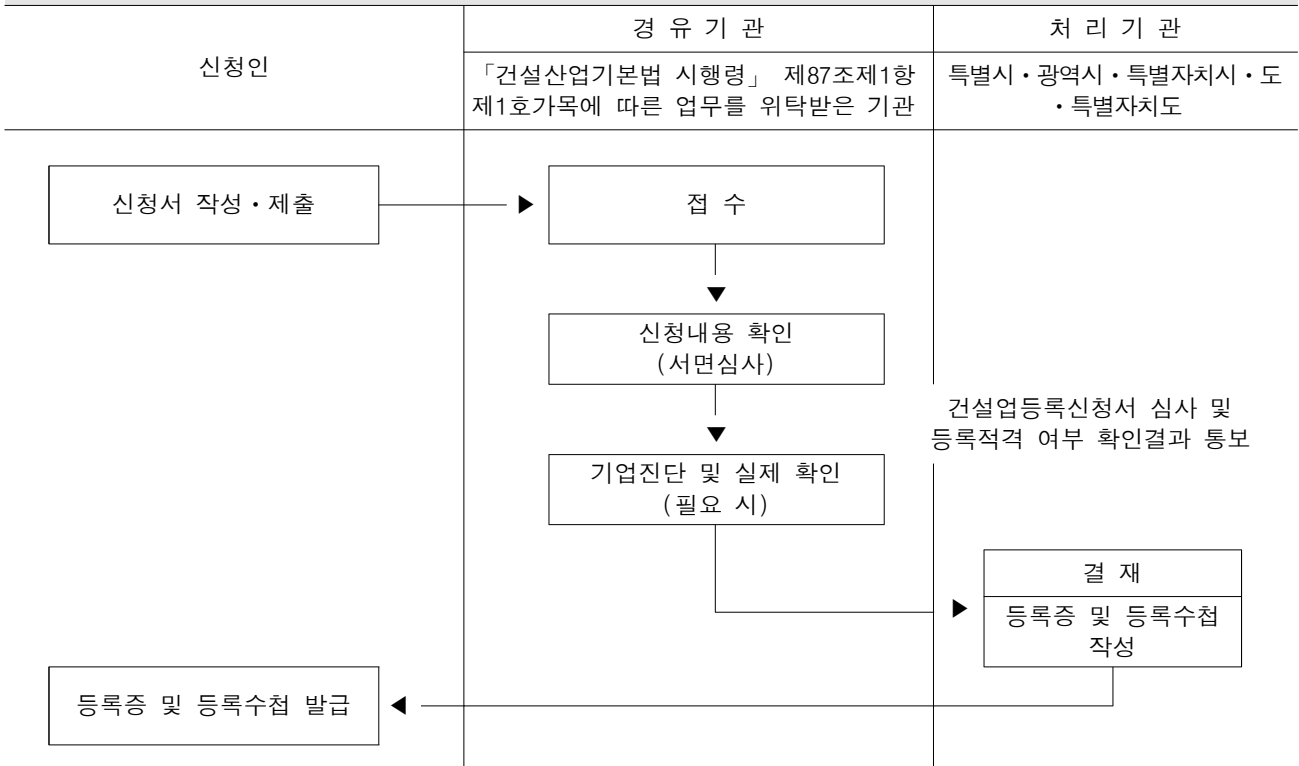 신청인
경 유 기 관
처 리 기 관
「건설산업기본법 시행령」 제87조제1항
제1호가목에 따른 업무를 위탁받은 기관
특별시·광역시·특별자치시·도
·특별자치도
신청서 작성·제출
접 수
신청내용 확인
(서면심사)
건설업등록신청서 심사 및
등록적격 여부 확인결과 통보
기업진단 및 실제 확인
(필요 시)
결 재
등록증 및 등록수첩
작성
등록증 및 등록수첩 발급